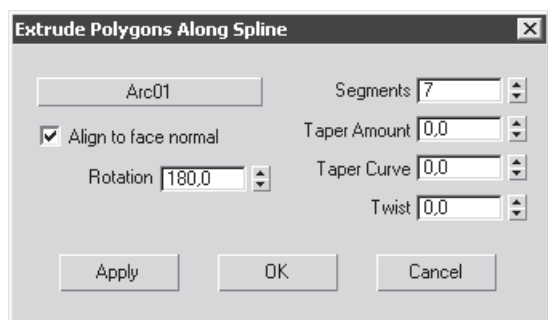 Extrude Polygons Along Spline
Arc01
Segments 7
Align to face normal
Taper Amount 0,0
Rotation 180,0
Taper Curve 0,0
Twist 0,0
Apply OK Cancel